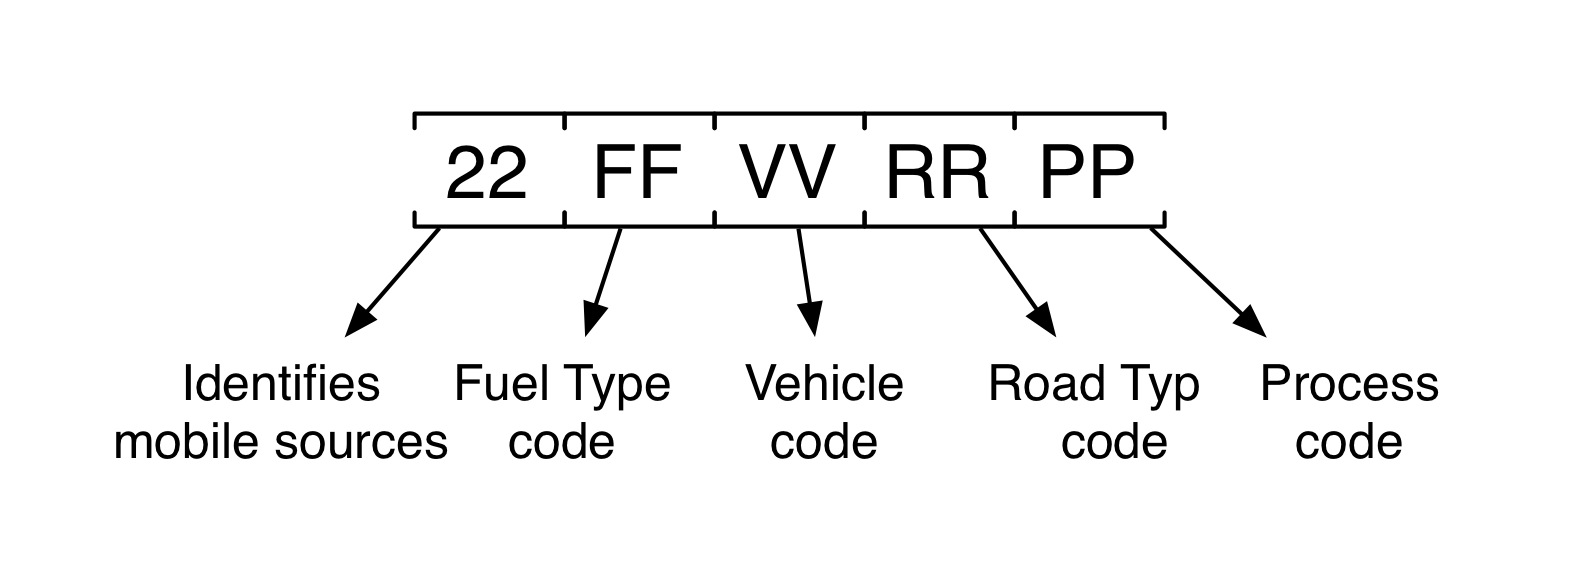 22 FF VV RR PP
Identifies Fuel Type Vehicle Road Typ Process
mobile sources code code code code